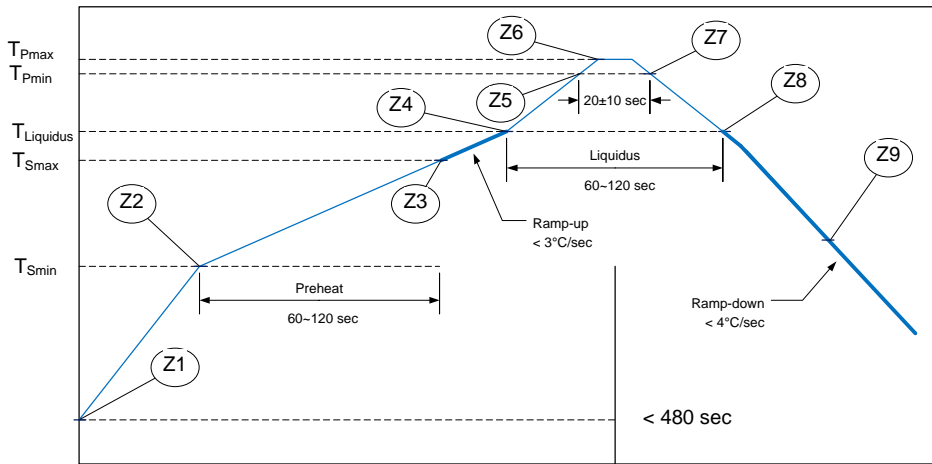 Z6
Z7
TPmax
TPmin
Z5
20±10 sec
Z4
Z8
TLiquidus
TSmax
Liquidus
60~120 sec
Z9
Z2
Z3
Ramp-up
< 3°C/sec
TSmin
Preheat
60~120 sec
Ramp-down
< 4°C/sec
Z1
< 480 sec